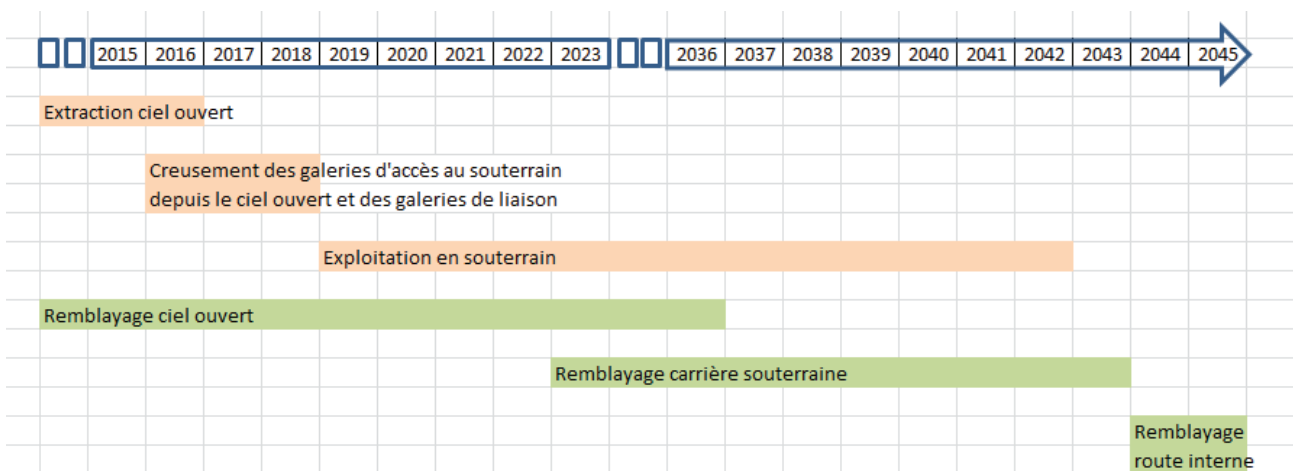 2015 2016 2017 2018 2019 2020 2021 2022 2023 2036 2037 2038 2039 2040 2041 2042 2043 2044 2045
Extraction ciel ouvert
Creusement des galeries d'accès au souterrain
depuis le ciel ouvert et des galeries de liaison
Exploitation en souterrain
Remblayage ciel ouvert
Remblayage carrière souterraine
Remblayage
route interne